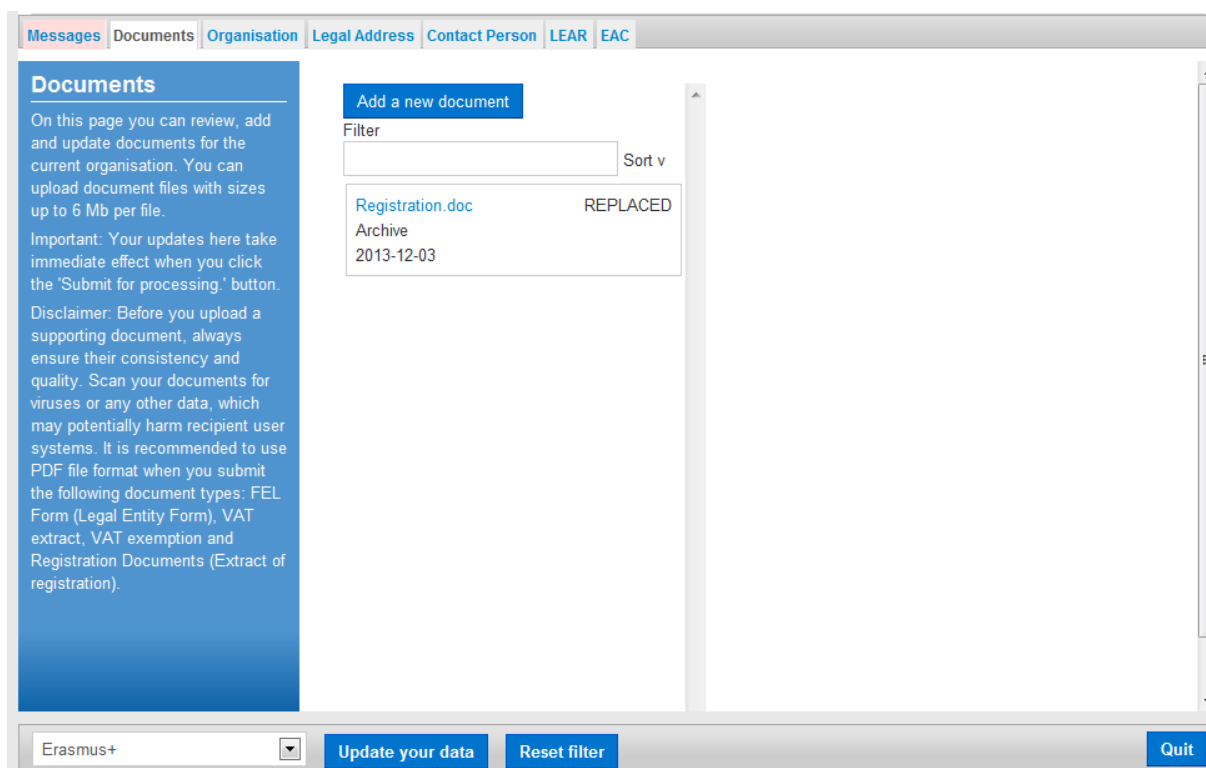 Messages Documents Organisation Legal Address Contact Person LEAR EAC
Documents
On this page you can review, add
and update documents for the
current organisation. You can
upload document files with sizes
up to 6 Mb per file.
Important: Your updates here take
immediate effect when you click
the 'Submit for processing.' button.
Disclaimer: Before you upload a
supporting document, always
ensure their consistency and
quality. Scan your documents for
viruses or any other data, which
may potentially harm recipient user
systems. It is recommended to use
PDF file format when you submit
the following document types: FEL
Form (Legal Entity Form), VAT
extract, VAT exemption and
Registration Documents (Extract of
registration).
Add a new document
Filter
Sort v
Registration.doc REPLACED
Archive
2013-12-03
Erasmus+ Update your data Reset filter Quit